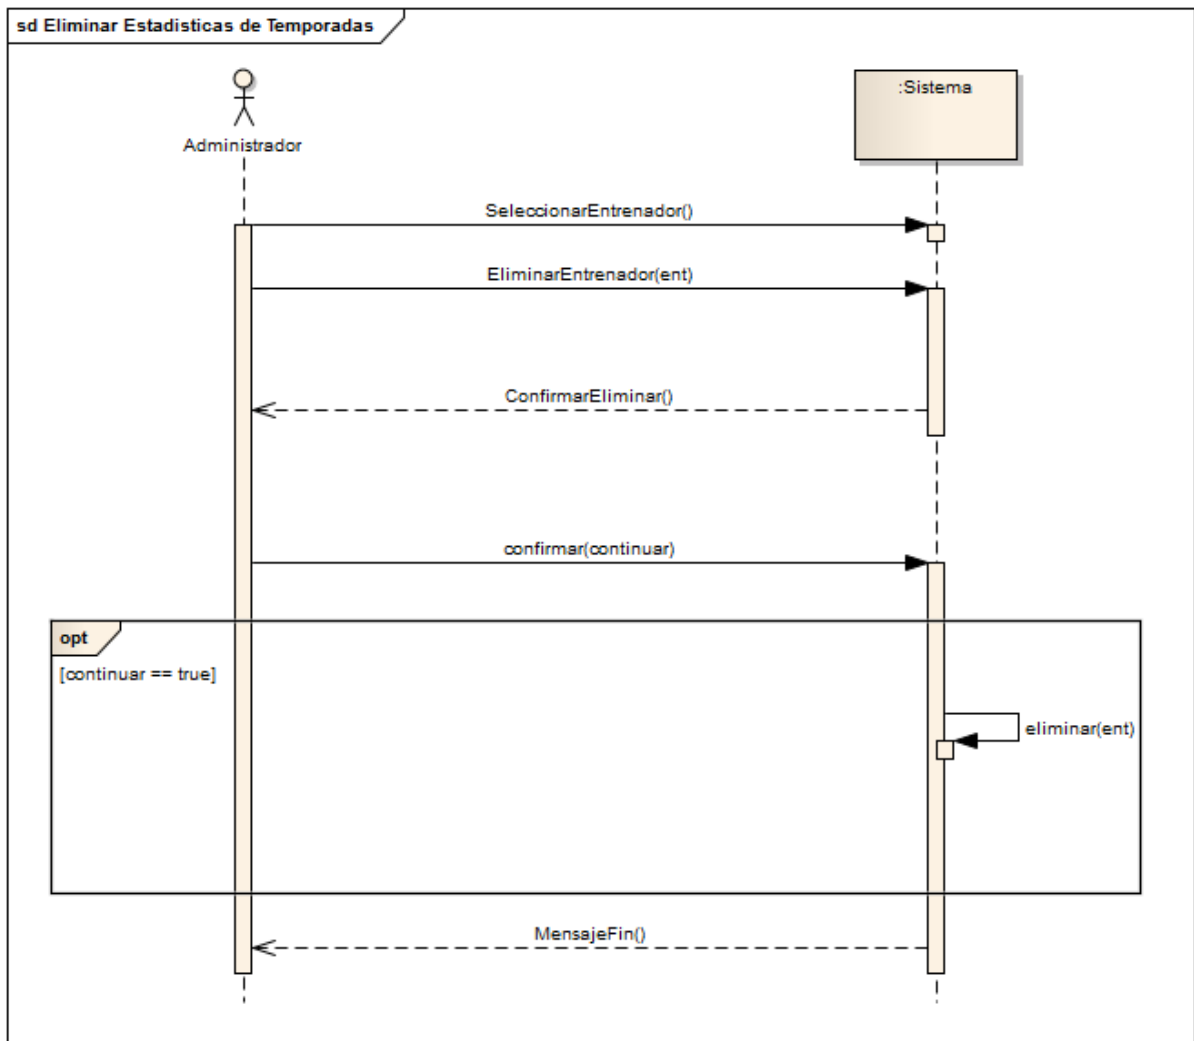 sd Eliminar Estadisticas de Temporadas
:Sistema
Administrador
SeleccionarEntrenador()
EliminarEntrenador(ent)
ConfirmarEliminar()
confirmar(continuar)
opt
[continuar == true]
eliminar(ent)
MensajeFin()